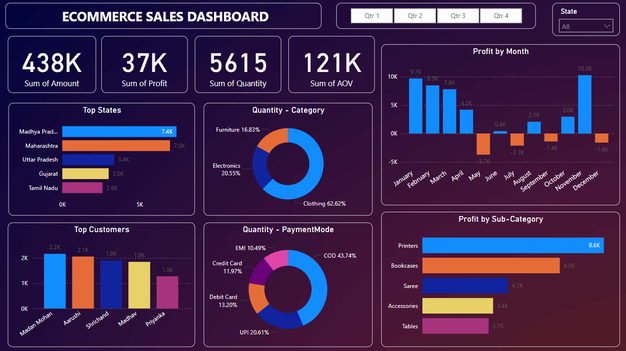 ECOMMERCE SALES DASHBOARD
Qtr 1
Qtr 2
Qtr 3
Qtr 4
State
All
438K
Sum of Amount
37K
Sum of Profit
5615
Sum of Quantity
121K
Sum of AOV
Top States
Madhya Prad...
7.4K
Maharashtra
7.0K
Uttar Pradesh
3.4K
Gujarat
3.0K
Tamil Nadu
2.6K
0K
5K
Quantity - Category
Furniture 16.83%
Electronics
20.55%
Clothing 62.62%
Profit by Month
10K
5K
0K
-5K
9.7K
7.8K
4.2K
-3.7K
0.4K
2.0K
-1.4K
3.0K
10.3K
-1.6K
January
February
March
April
May
June
July
August
September
October
November
December
Top Customers
2K
1K
0K
2.2K
2.1K
1.9K
1.8K
1.3K
Madan Mohan
Aarushi
Shrichand
Madhav
Priyanka
Quantity - PaymentMode
EMI 10.49%
Credit Card
11.97%
Debit Card
13.20%
UPI 20.61%
COD 43.74%
Profit by Sub-Category
Printers
8.6K
Bookcases
6.5K
Saree
4.1K
Accessories
3.4K
Tables
3.1K